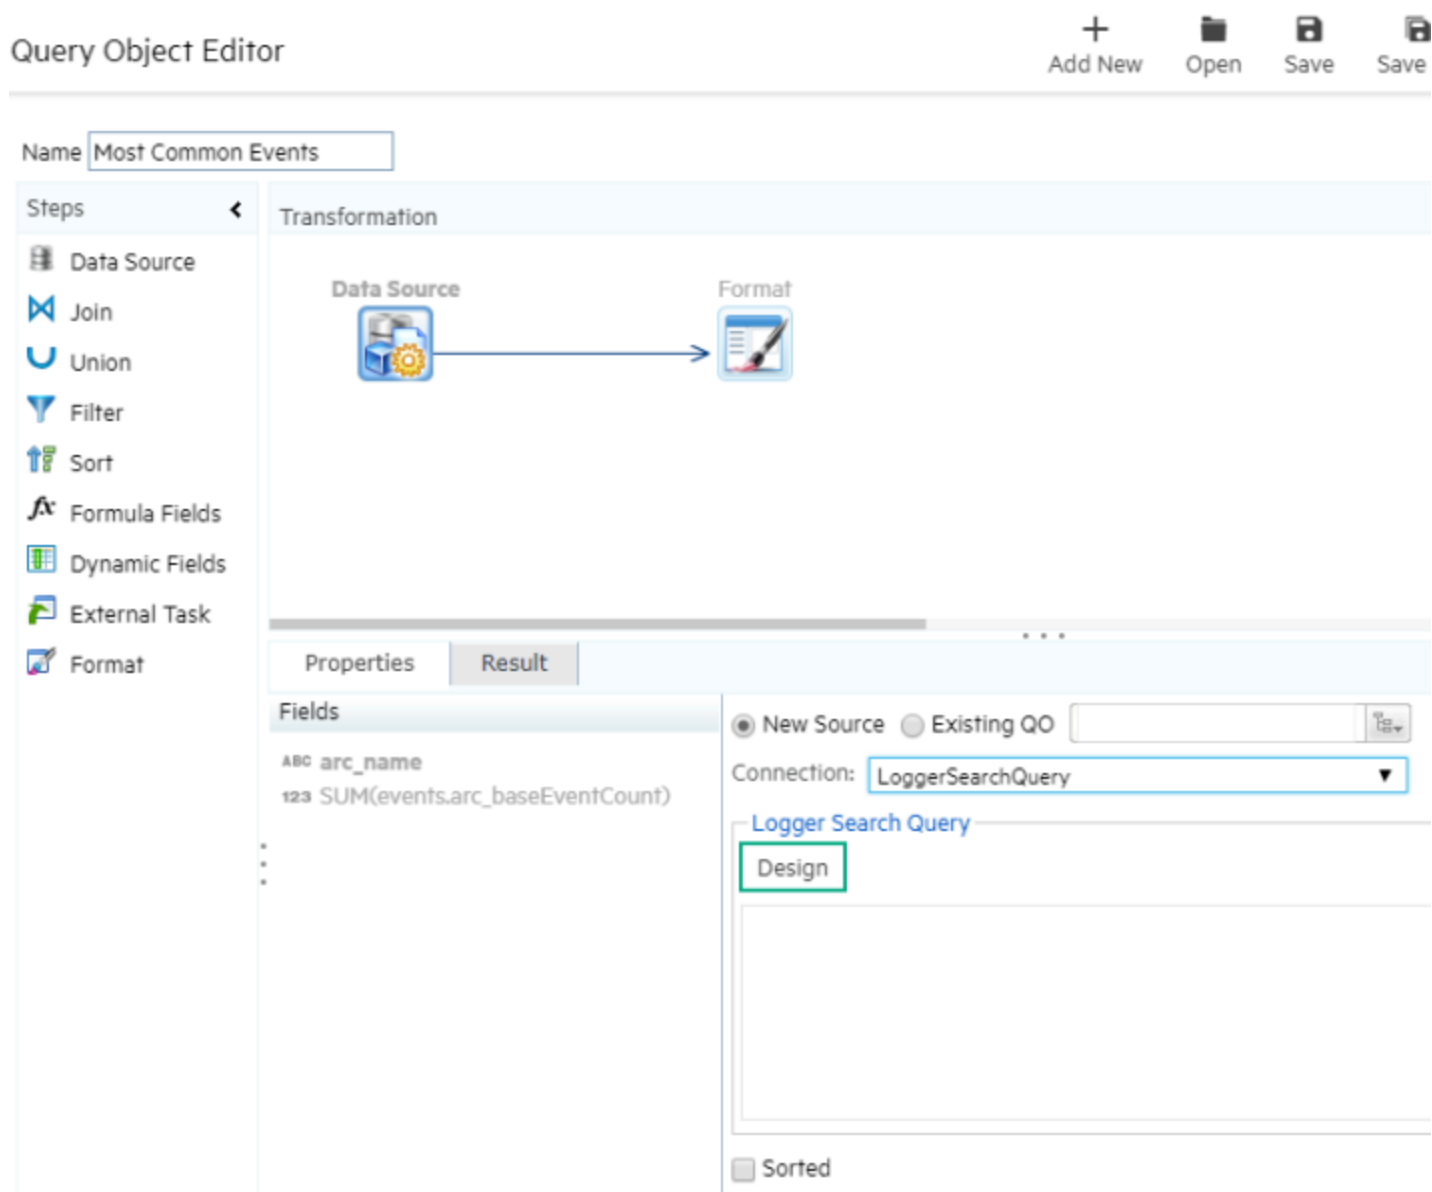 Query Object Editor
Add New
Open
Save
Save
Name Most Common Events
Steps
Transformation
Data Source
Join
Union
Filter
Sort
fx Formula Fields
Dynamic Fields
External Task
Format
Data Source
Format
Properties
Result
Fields
ABC arc_name
123 SUM(events.arc_baseEventCount)
New Source Existing QO
Connection: LoggerSearchQuery
Logger Search Query
Design
Sorted